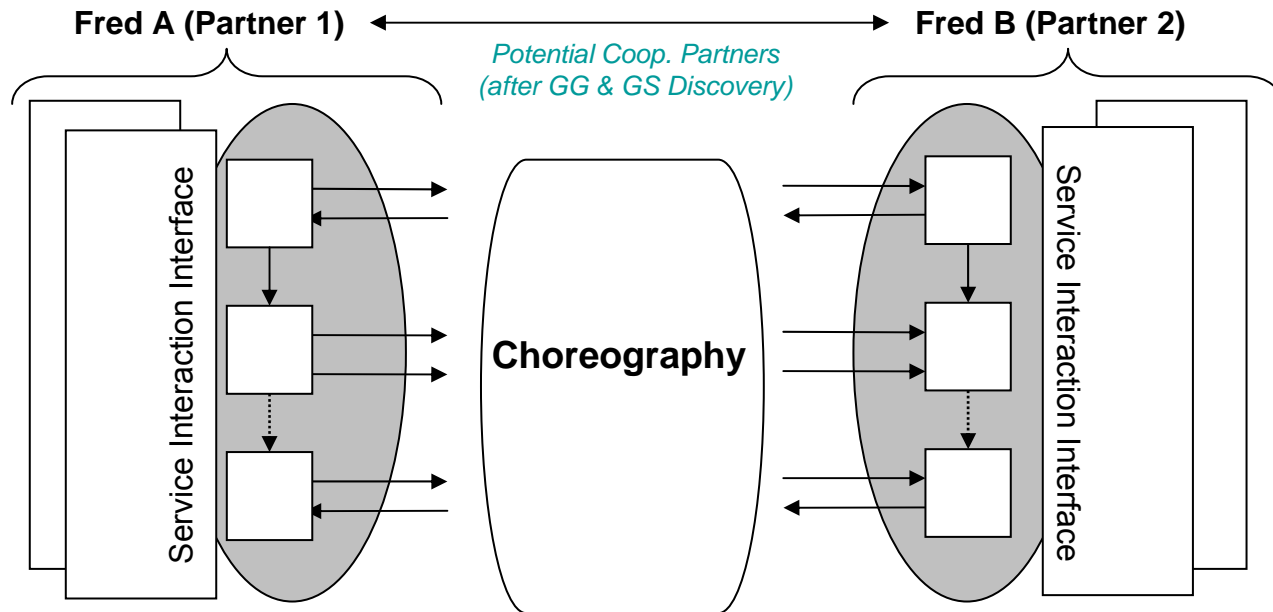 Fred A (Partner 1)
Fred B (Partner 2)
Potential Coop. Partners
(after GG & GS Discovery)
Service Interaction Interface
Choreography
Service Interaction Interface